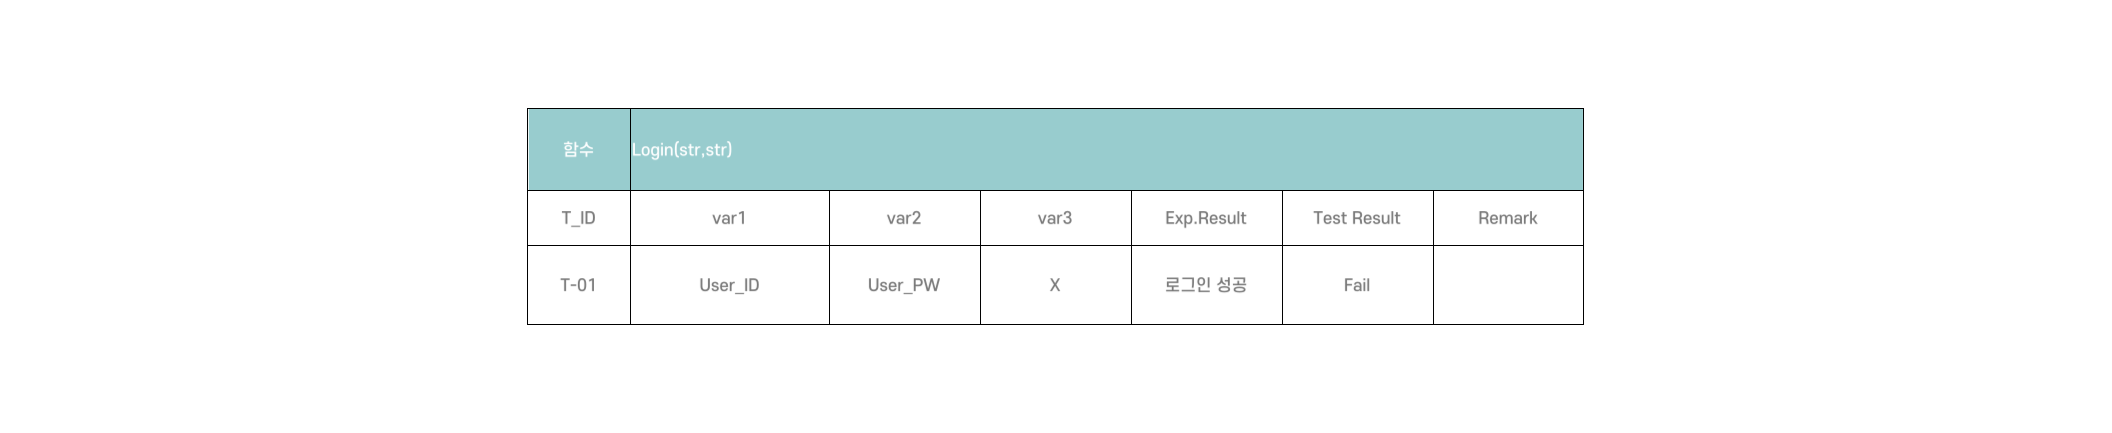 함수 Login(str,str)
T_ID var1 var2 var3 Exp.Result Test Result Remark
T-01 User_ID User_PW X 로그인 성공 Fail